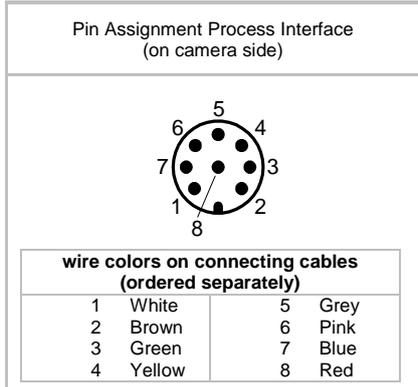 Pin Assignment Process Interface
(on camera side)
5
6 4
7 3
1 2
8
wire colors on connecting cables
(ordered separately)
1 White 5 Grey
2 Brown 6 Pink
3 Green 7 Blue
4 Yellow 8 Red